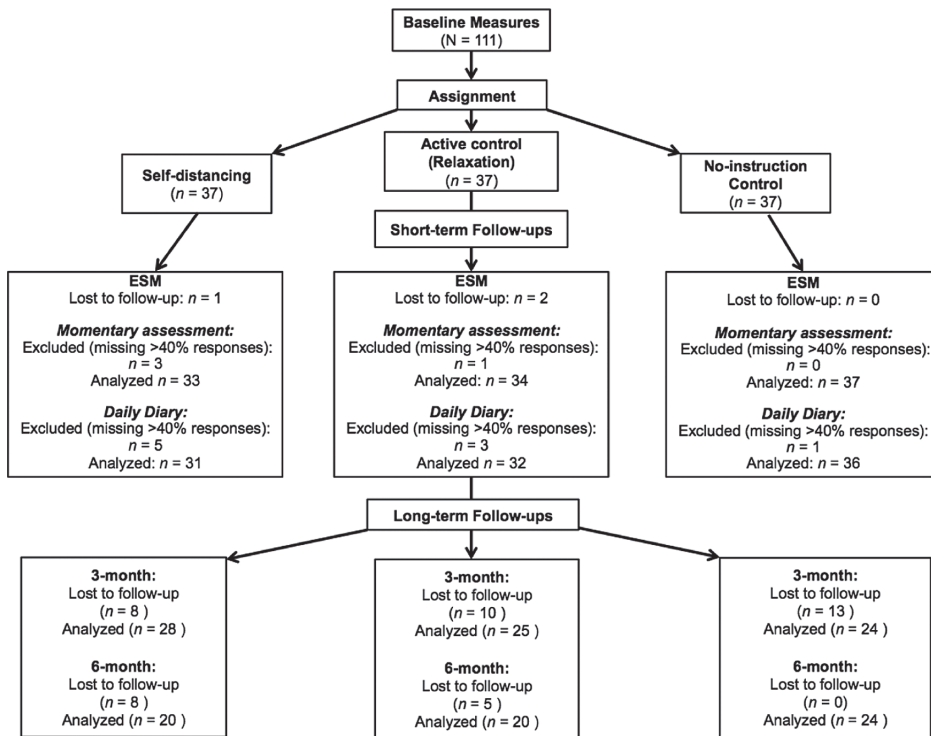 Baseline Measures
(N = 111)
Assignment
Self-distancing
(n = 37)
Active control
(Relaxation)
(n = 37)
No-instruction
Control
(n = 37)
Short-term Follow-ups
ESM
Lost to follow-up: n = 1
Momentary assessment:
Excluded (missing >40% responses):
n = 3
Analyzed n = 33
Daily Diary:
Excluded (missing >40% responses):
n = 5
Analyzed: n = 31
ESM
Lost to follow-up: n = 2
Momentary assessment:
Excluded (missing >40% responses):
n = 1
Analyzed n = 34
Daily Diary:
Excluded (missing >40% responses):
n = 3
Analyzed: n = 32
ESM
Lost to follow-up: n = 0
Momentary assessment:
Excluded (missing >40% responses):
n = 0
Analyzed: n = 37
Daily Diary:
Excluded (missing >40% responses):
n = 1
Analyzed: n = 36
Long-term Follow-ups
3-month:
Lost to follow-up
(n = 8 )
Analyzed (n = 28 )
6-month:
Lost to follow-up
(n = 8 )
Analyzed (n = 20 )
3-month:
Lost to follow-up
(n = 10 )
Analyzed (n = 25 )
6-month:
Lost to follow-up
(n = 5 )
Analyzed (n = 20 )
3-month:
Lost to follow-up
(n = 13 )
Analyzed (n = 24 )
6-month:
Lost to follow-up
(n = 0)
Analyzed (n = 24 )